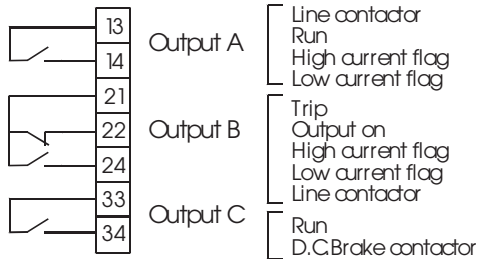 13
14
21
22
24
33
34
Output A
Output B
Output C
Line contactor
Run
High current flag
Low current flag
Trip
Output on
High current flag
Low current flag
Line contactor
Run
D.C.Brake contactor